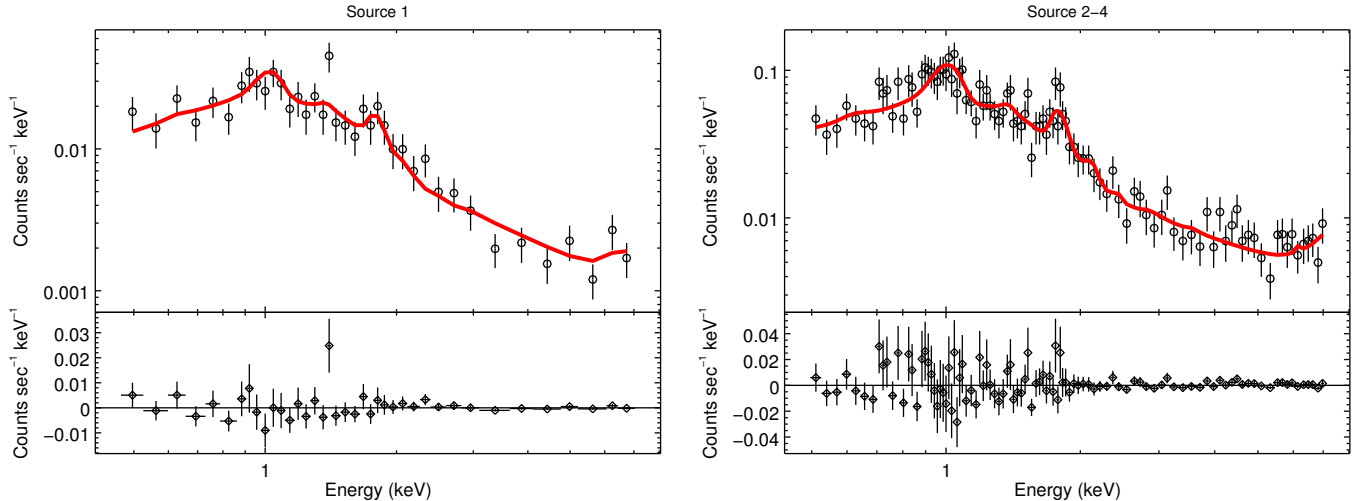 Source 1
Counts sec−1 keV−1
0.01
0.001
Counts sec−1 keV−1
0.03
0.02
0.01
0
−0.01
1
Energy (keV)
Source 2−4
Counts sec−1 keV−1
0.1
0.01
Counts sec−1 keV−1
0.04
0.02
0
−0.02
−0.04
1
Energy (keV)